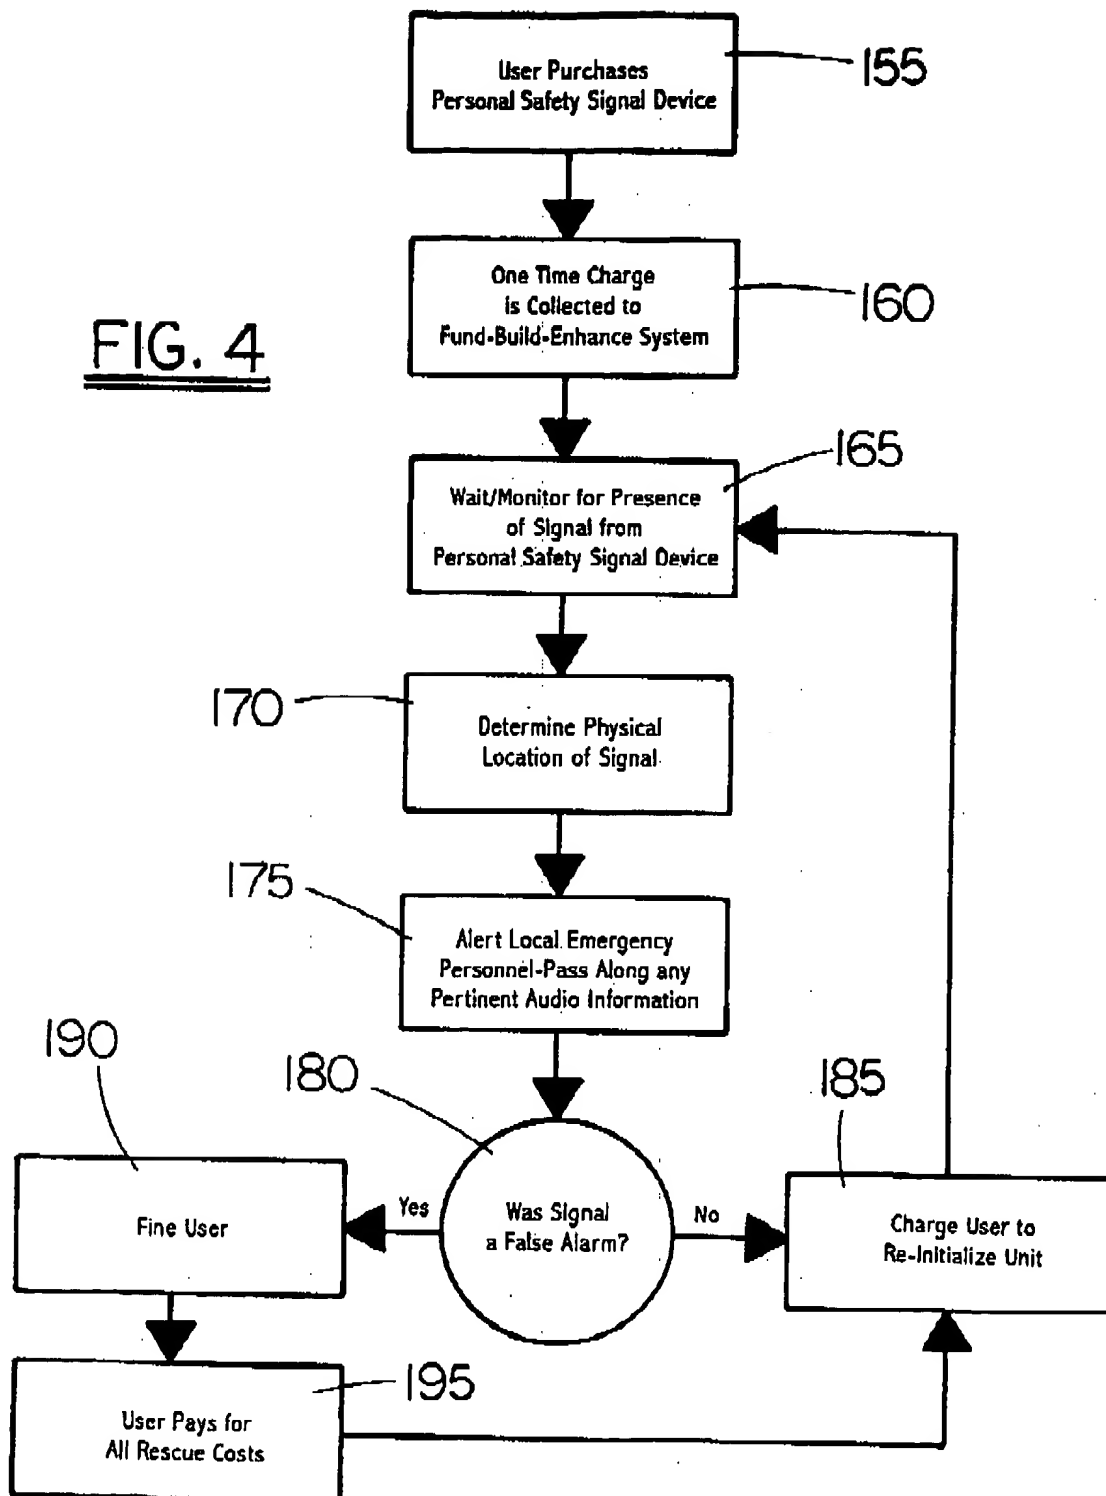 User Purchases
Personal Safety Signal Device
155
One Time Charge
is Collected to
Fund-Build-Enhance System
160
FIG. 4
165
Wait/Monitor for Presence
of Signal from
Personal Safety Signal Device
170
Determine Physical
Location of Signal
175
Alert Local Emergency
Personnel-Pass Along any
Pertinent Audio Information
190
180
185
Fine User
Yes
Was Signal
a False Alarm?
No
Charge User to
Re-Initialize Unit
195
User Pays for
All Rescue Costs